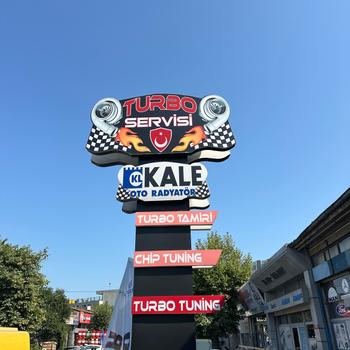 TURBO
SERVİSİ
KL KALE
OTO RADYATÖR
TURBO TAMİRİ
CHİP TUNİNG
TURBO TUNİNG